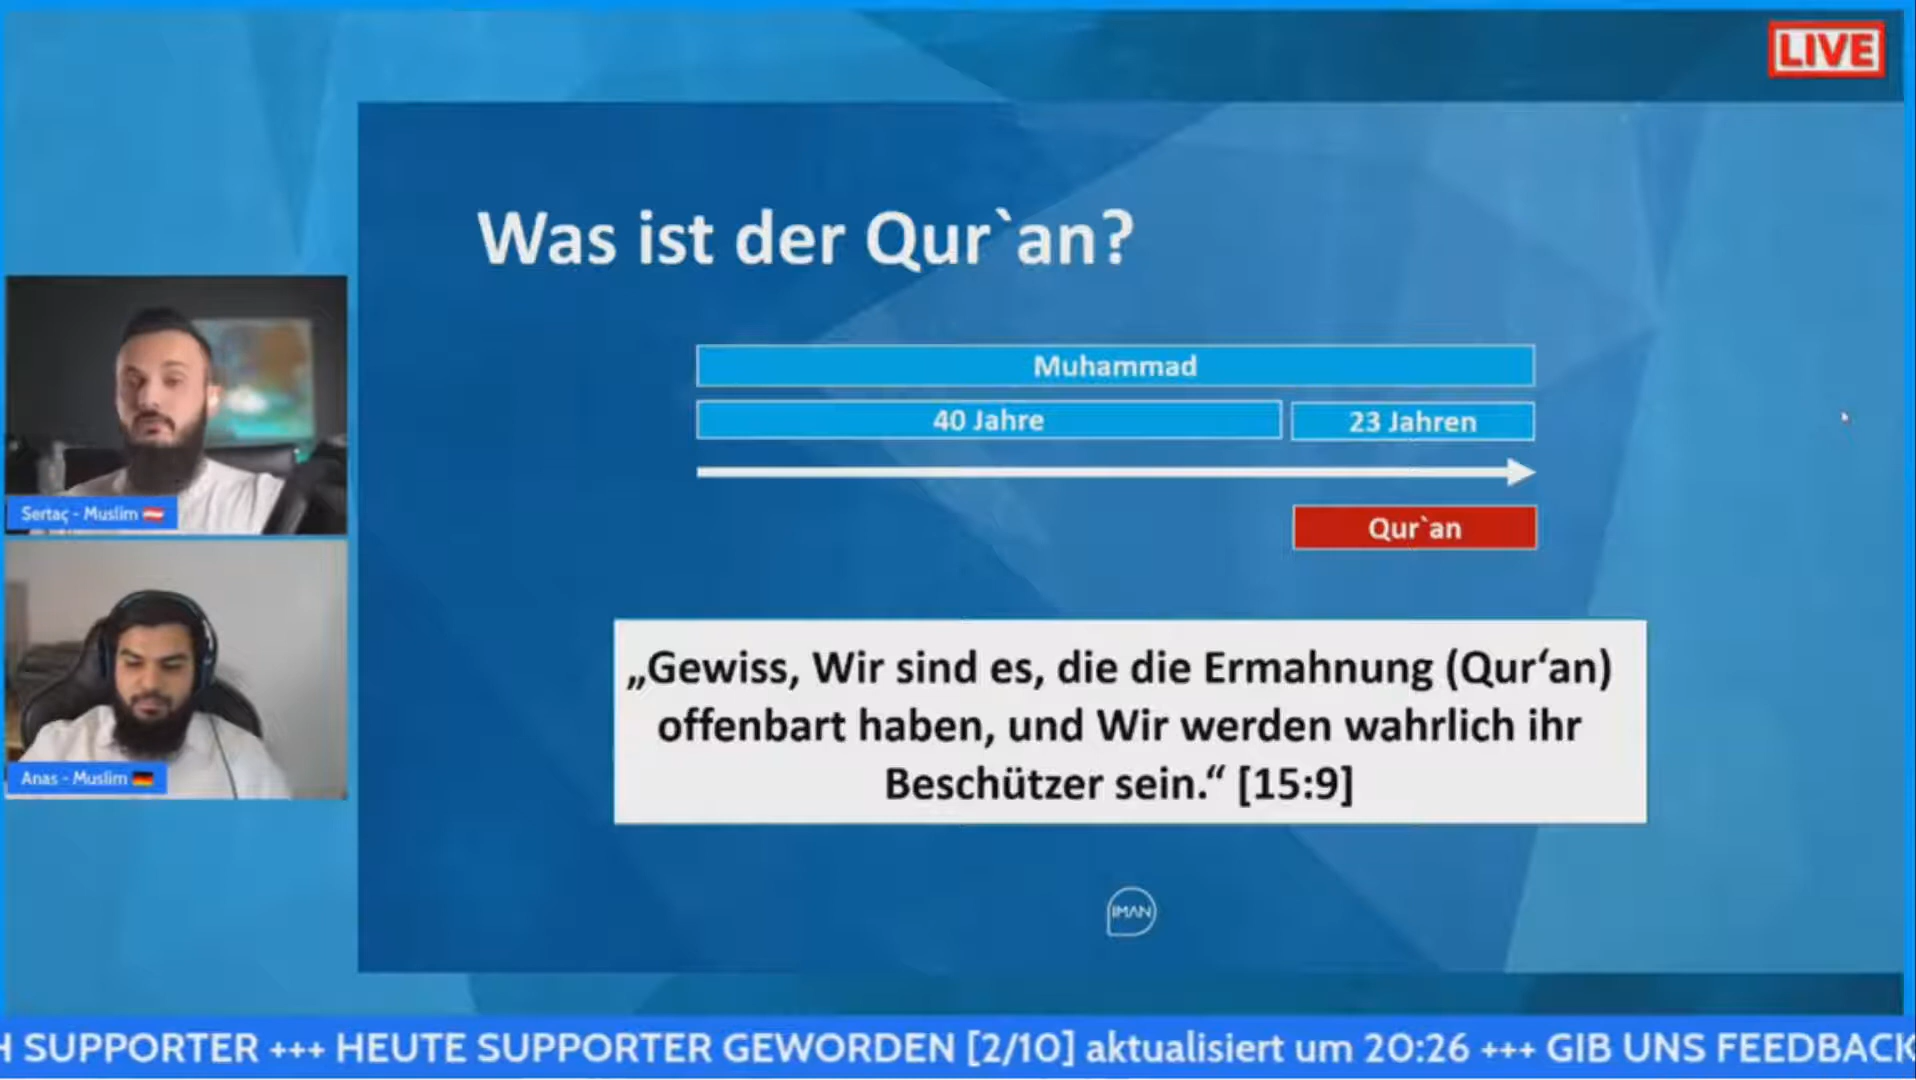 LIVE
Was ist der Qur`an?
Muhammad
40 Jahre
23 Jahren
Qur`an
„Gewiss, Wir sind es, die die Ermahnung (Qur‘an)
offenbart haben, und Wir werden wahrlich ihr
Beschützer sein.“ [15:9]
Sertaç - Muslim
Anas - Muslim
IMAN
H SUPPORTER +++ HEUTE SUPPORTER GEWORDEN [2/10] aktualisiert um 20:26 +++ GIB UNS FEEDBACK